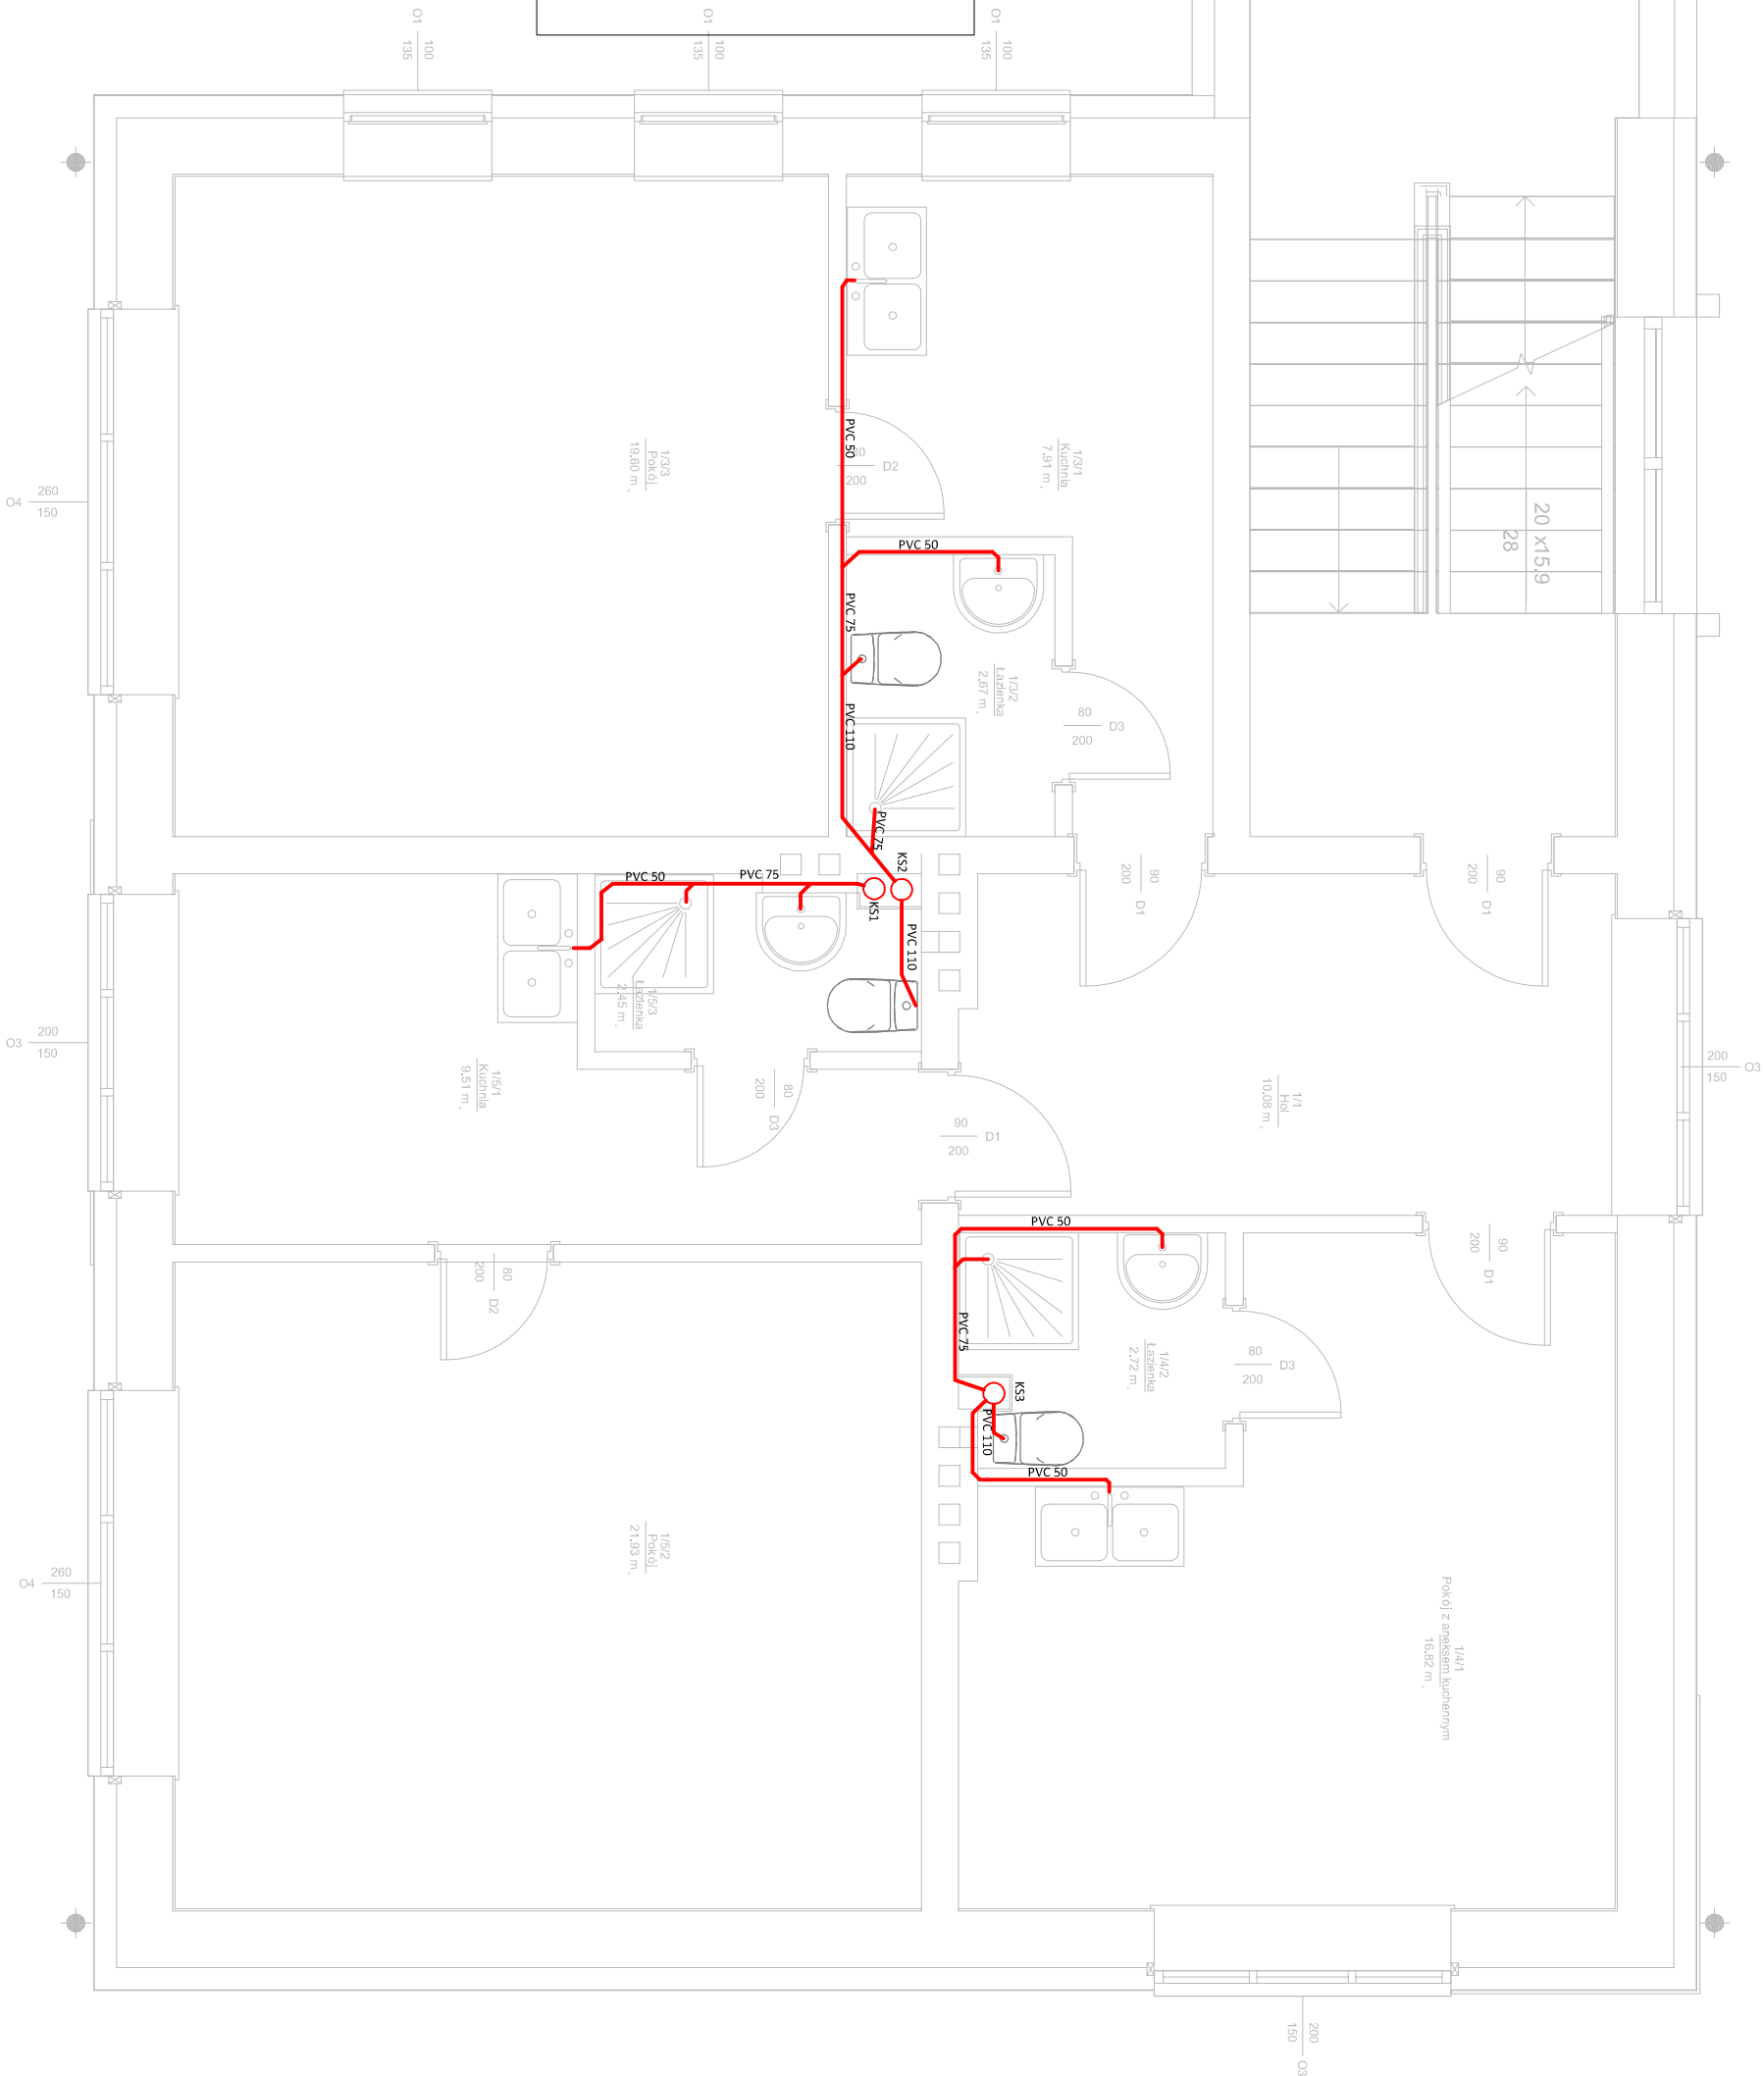 O1
100
135
O1
100
135
O1
100
135
1/3/3
Pokój
19.60 m
1/3/1
Kuchnia
7.91 m
PVC 50
80
200
D2
O4
260
150
20 x15,9
28
PVC 50
PVC 75
1/3/2
Łazienka
2.67 m
PVC 110
80
200
D3
PVC 75
KS2
PVC 50
PVC 75
KS1
90
200
D1
90
200
D1
PVC 110
1/5/3
Łazienka
2.45 m
O3
200
150
1/5/1
Kuchnia
9.51 m
80
200
D3
90
200
D1
1/1
Hol
10.08 m
200
150
O3
PVC 50
90
200
D1
80
200
D2
PVC 75
1/4/2
Łazienka
2.72 m
80
200
D3
KS3
PVC 110
PVC 50
1/5/2
Pokój
21.93 m
O4
260
150
1/4/1
Pokój z aneksem kuchennym
16.82 m
200
150
O3